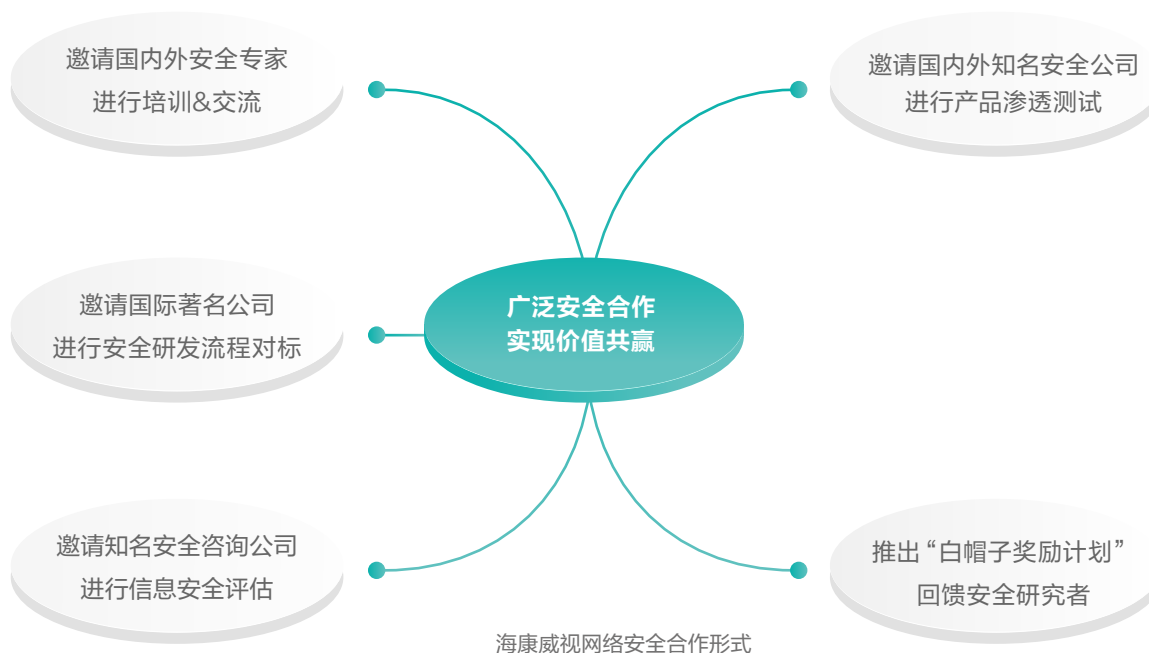 邀请国内外安全专家
进行培训&交流
邀请国内外知名安全公司
进行产品渗透测试
邀请国际著名公司
进行安全研发流程对标
广泛安全合作
实现价值共赢
邀请知名安全咨询公司
进行信息安全评估
推出“白帽子奖励计划”
回馈安全研究者
海康威视网络安全合作形式